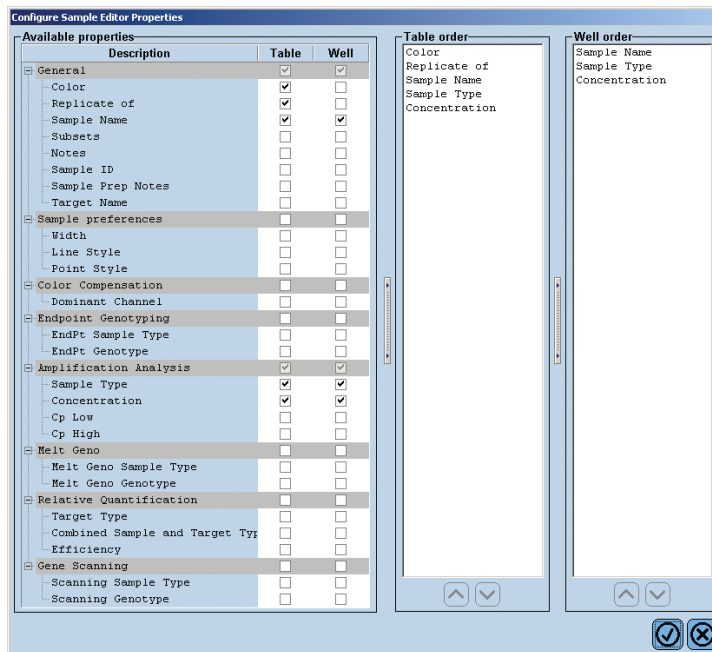 Configure Sample Editor Properties
Available properties
Description Table Well
General
Color
Replicate of
Sample Name
Subsets
Notes
Sample ID
Sample Prep Notes
Target Name
Sample preferences
Width
Line Style
Point Style
Color Compensation
Dominant Channel
Endpoint Genotyping
EndPt Sample Type
EndPt Genotype
Amplification Analysis
Sample Type
Concentration
Cp Low
Cp High
Melt Geno
Melt Geno Sample Type
Melt Geno Genotype
Relative Quantification
Target Type
Combined Sample and Target Typ
Efficiency
Gene Scanning
Scanning Sample Type
Scanning Genotype
Table order
Color
Replicate of
Sample Name
Sample Type
Concentration
Well order
Sample Name
Sample Type
Concentration